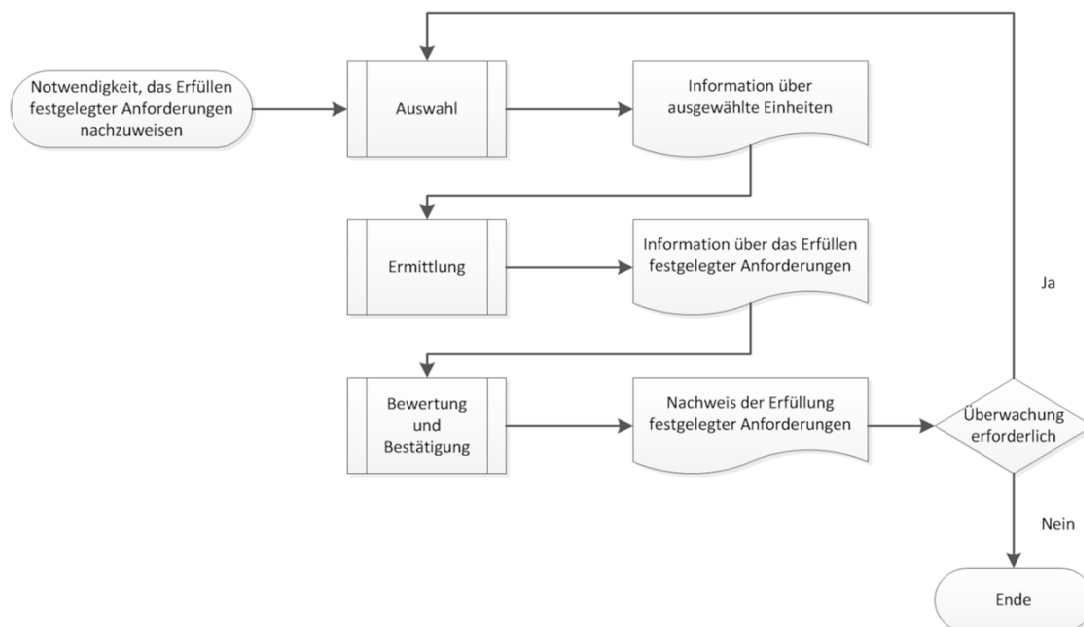 Notwendigkeit, das Erfüllen
festgelegter Anforderungen
nachzuweisen
Auswahl
Information über
ausgewählte Einheiten
Ermittlung
Information über das Erfüllen
festgelegter Anforderungen
Ja
Bewertung
und
Bestätigung
Nachweis der Erfüllung
festgelegter Anforderungen
Überwachung
erforderlich
Nein
Ende